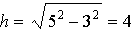 h = √(5² − 3²) = 4